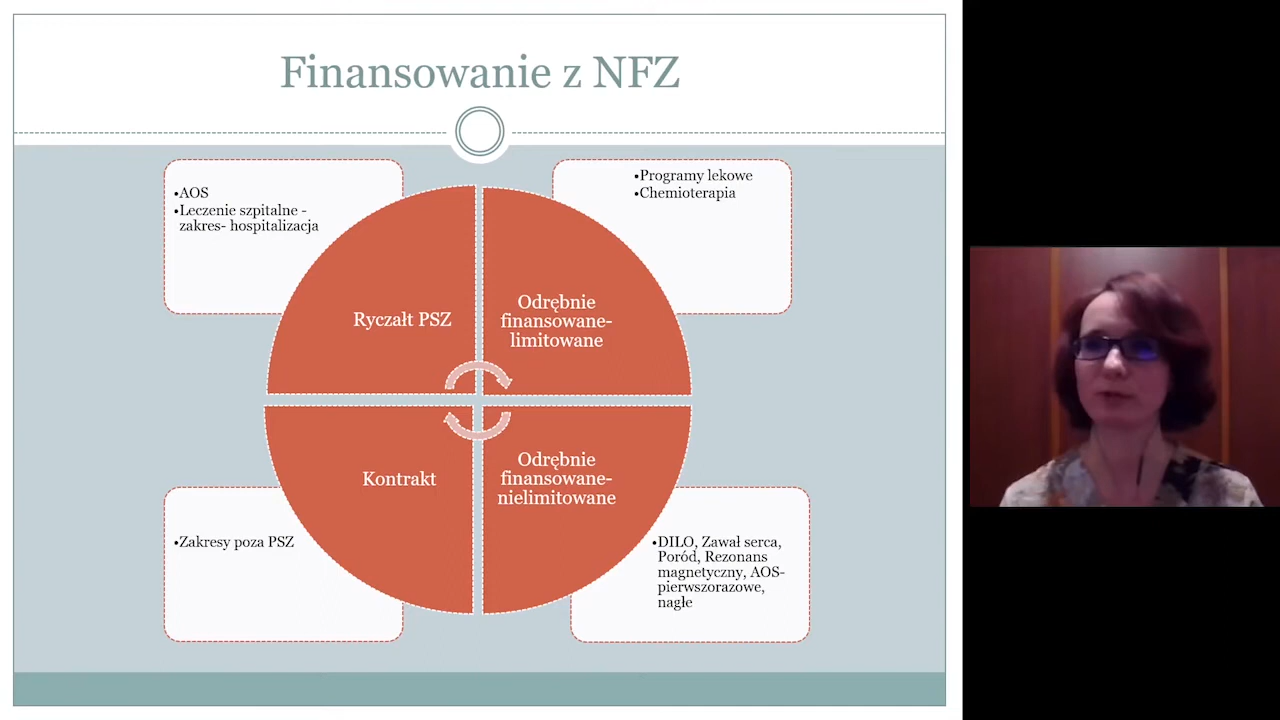 Finansowanie z NFZ
•AOS
•Leczenie szpitalne -
zakres- hospitalizacja
•Programy lekowe
•Chemioterapia
Ryczałt PSZ
Odrębnie
finansowane-
limitowane
Kontrakt
Odrębnie
finansowane-
nielimitowane
•Zakresy poza PSZ
•DILO, Zawał serca,
Poród, Rezonans
magnetyczny, AOS-
pierwszorazowe,
nagłe